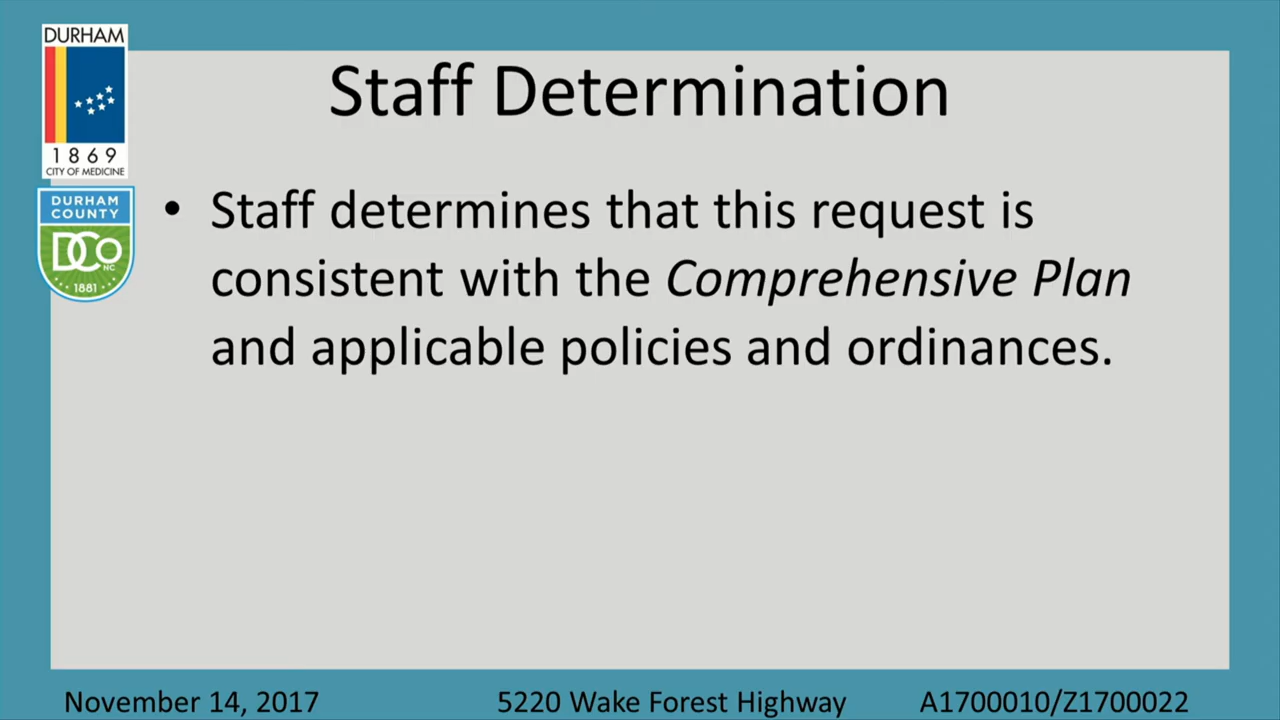 DURHAM
1869
CITY OF MEDICINE
DURHAM
COUNTY
DCo
NC
1881
Staff Determination
• Staff determines that this request is
consistent with the Comprehensive Plan
and applicable policies and ordinances.
November 14, 2017 5220 Wake Forest Highway A1700010/Z1700022